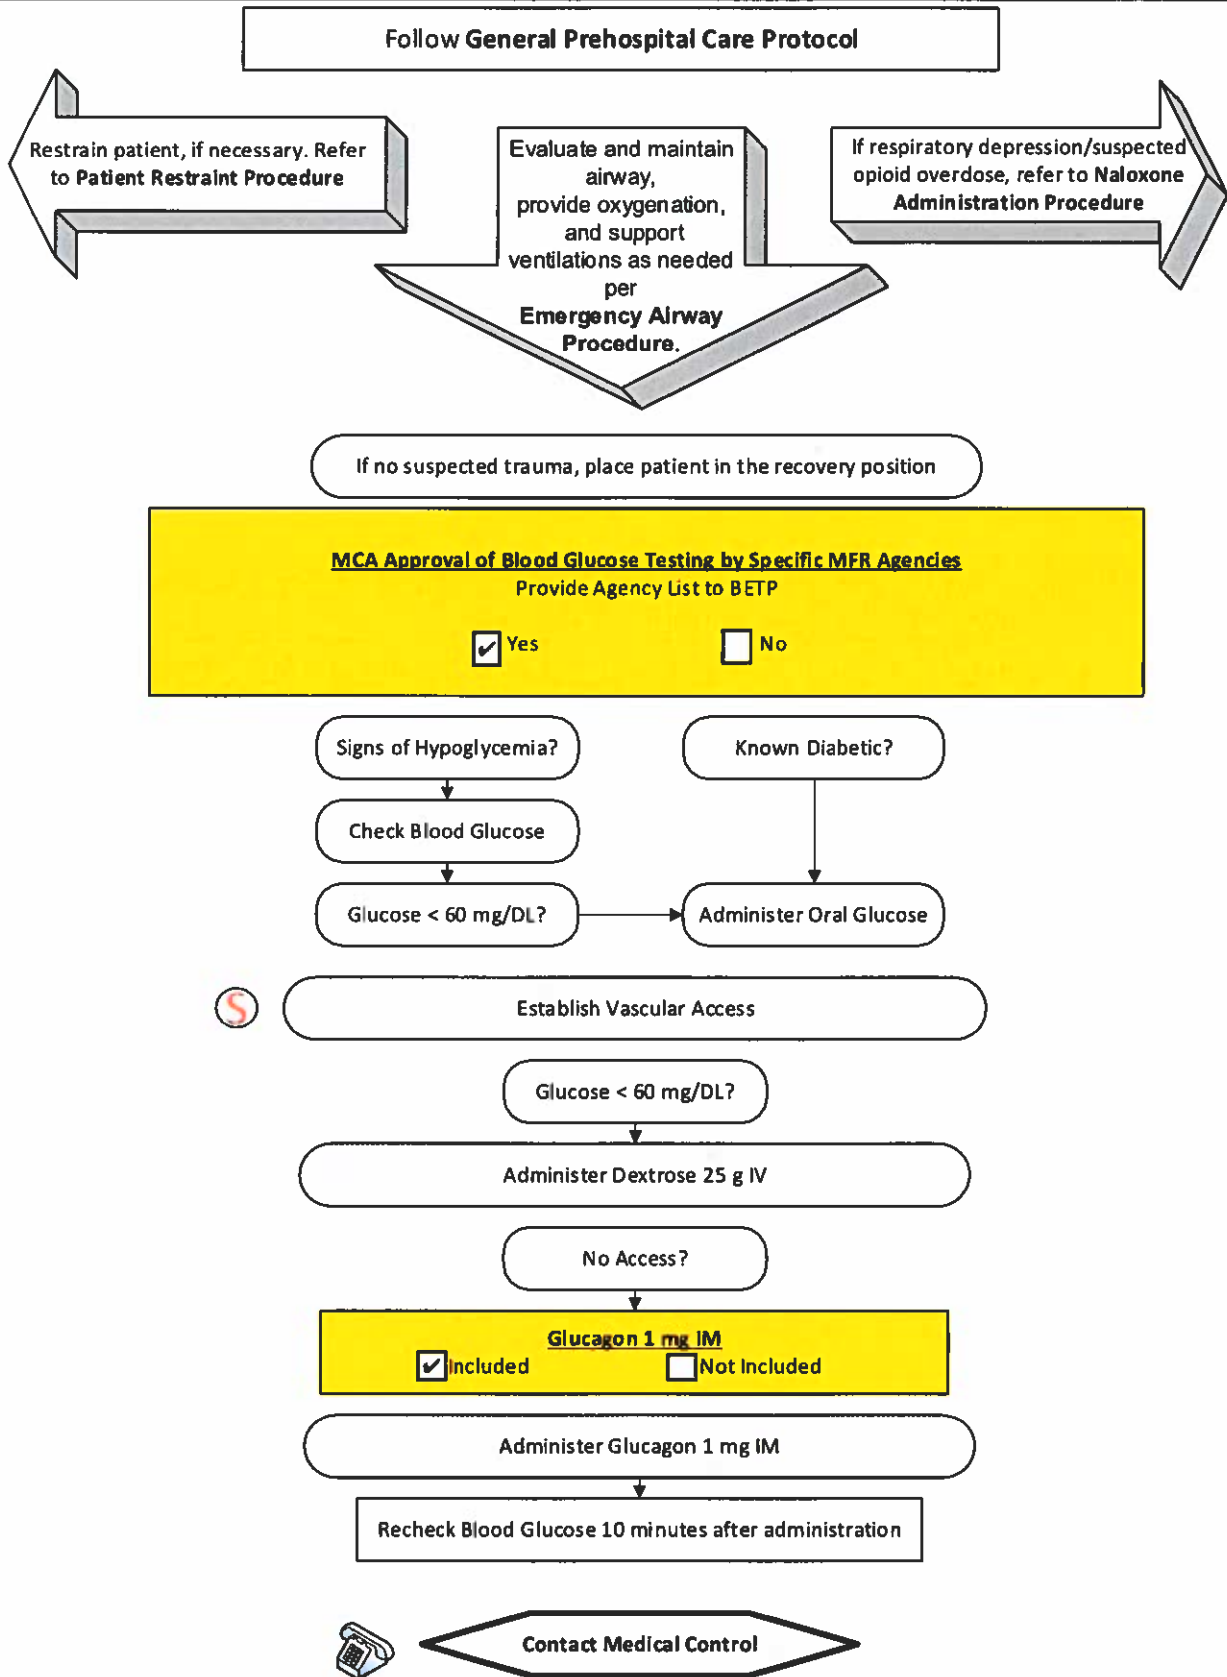 Follow General Prehospital Care Protocol
Restrain patient, if necessary. Refer
to Patient Restraint Procedure
Evaluate and maintain
airway,
provide oxygenation,
and support
ventilations as needed
per
Emergency Airway
Procedure.
If respiratory depression/suspected
opioid overdose, refer to Naloxone
Administration Procedure
If no suspected trauma, place patient in the recovery position
MCA Approval of Blood Glucose Testing by Specific MFR Agencies
Provide Agency List to BETP
✔ Yes
No
Signs of Hypoglycemia?
Known Diabetic?
Check Blood Glucose
Glucose < 60 mg/DL?
Administer Oral Glucose
S
Establish Vascular Access
Glucose < 60 mg/DL?
Administer Dextrose 25 g IV
No Access?
Glucagon 1 mg IM
✔ Included
Not Included
Administer Glucagon 1 mg IM
Recheck Blood Glucose 10 minutes after administration
Contact Medical Control